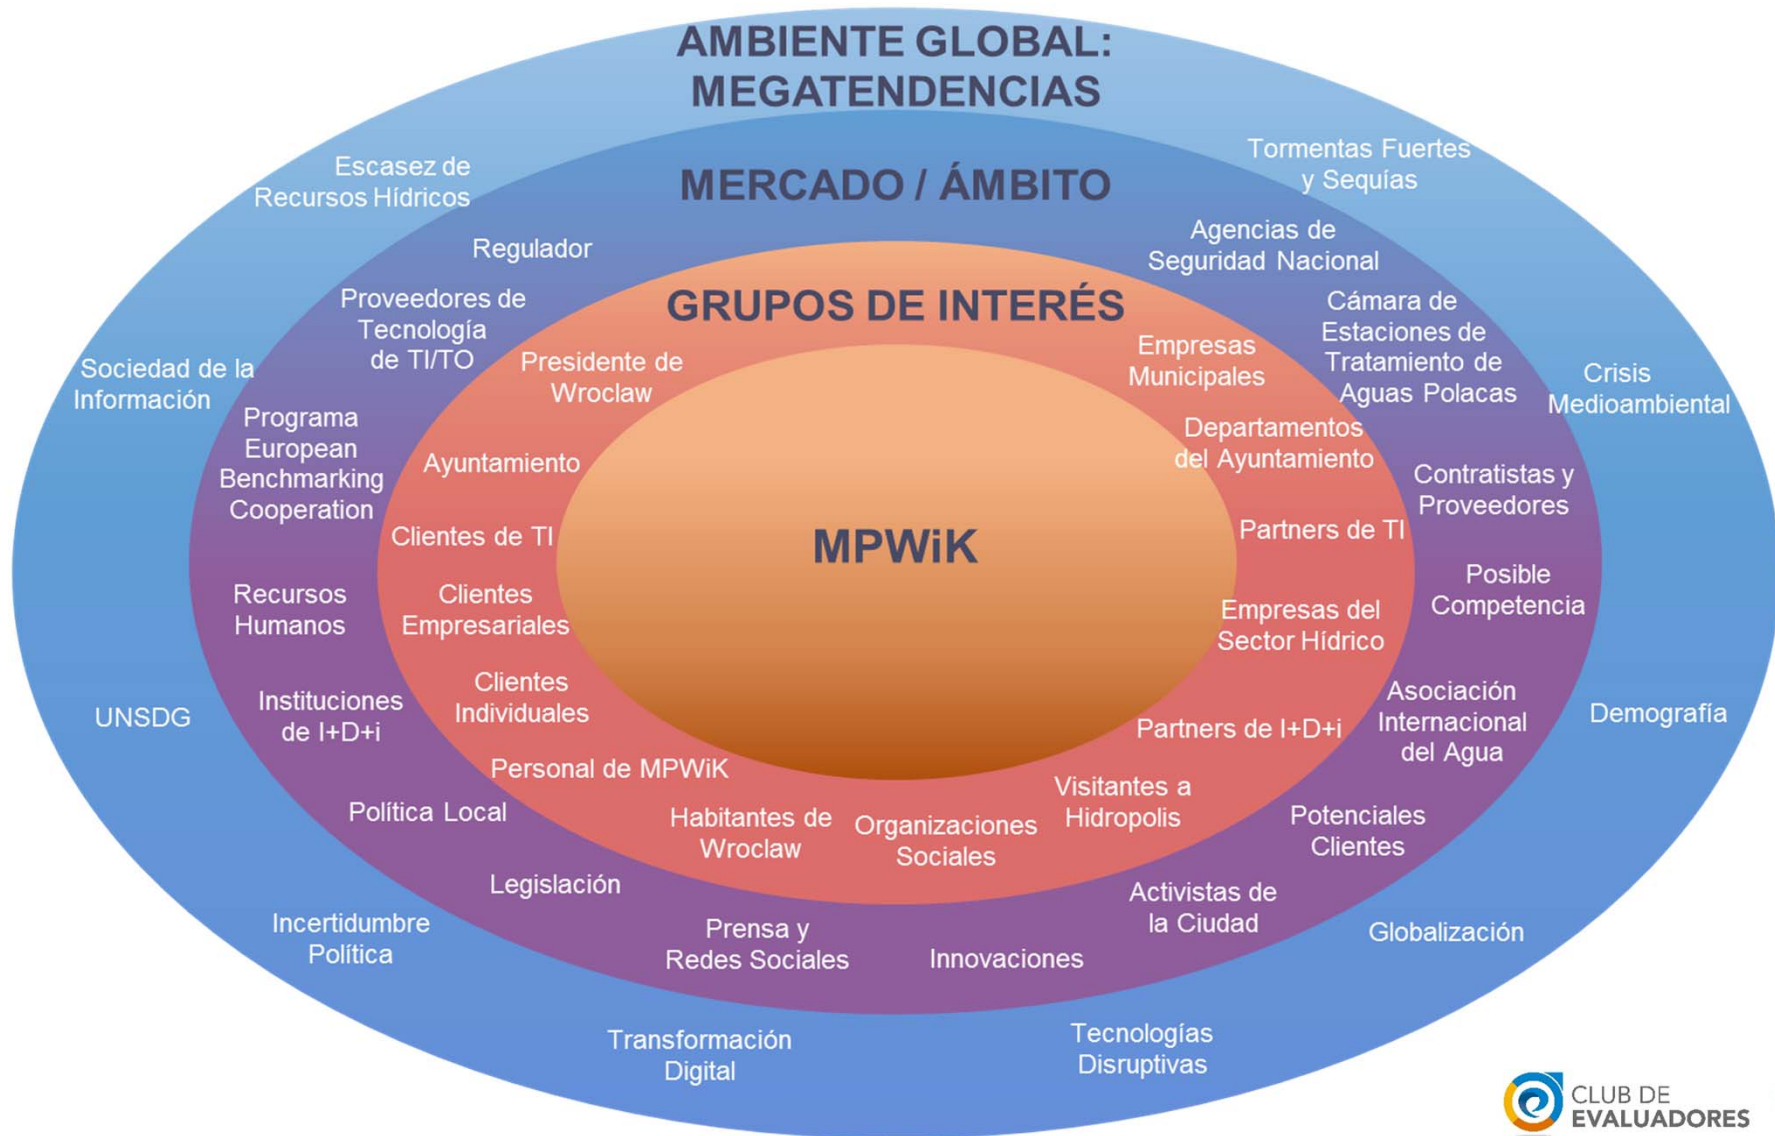 AMBIENTE GLOBAL:
MEGATENDENCIAS
Escasez de
Recursos Hídricos
Tormentas Fuertes
y Sequías
Sociedad de la
Información
Crisis
Medioambiental
UNSDG
Demografía
Incertidumbre
Política
Globalización
Transformación
Digital
Tecnologías
Disruptivas
MERCADO / ÁMBITO
Regulador
Agencias de
Seguridad Nacional
Proveedores de
Tecnología
de TI/TO
Cámara de
Estaciones de
Tratamiento de
Aguas Polacas
Programa
European
Benchmarking
Cooperation
Contratistas y
Proveedores
Recursos
Humanos
Posible
Competencia
Instituciones
de I+D+i
Asociación
Internacional
del Agua
Política Local
Potenciales
Clientes
Legislación
Activistas de
la Ciudad
Prensa y
Redes Sociales
Innovaciones
GRUPOS DE INTERÉS
Presidente de
Wroclaw
Empresas
Municipales
Ayuntamiento
Departamentos
del Ayuntamiento
Clientes de TI
Partners de TI
Clientes
Empresariales
Empresas del
Sector Hídrico
Clientes
Individuales
Partners de I+D+i
Personal de MPWiK
Visitantes a
Hidropolis
Habitantes de
Wroclaw
Organizaciones
Sociales
MPWiK
CLUB DE
EVALUADORES